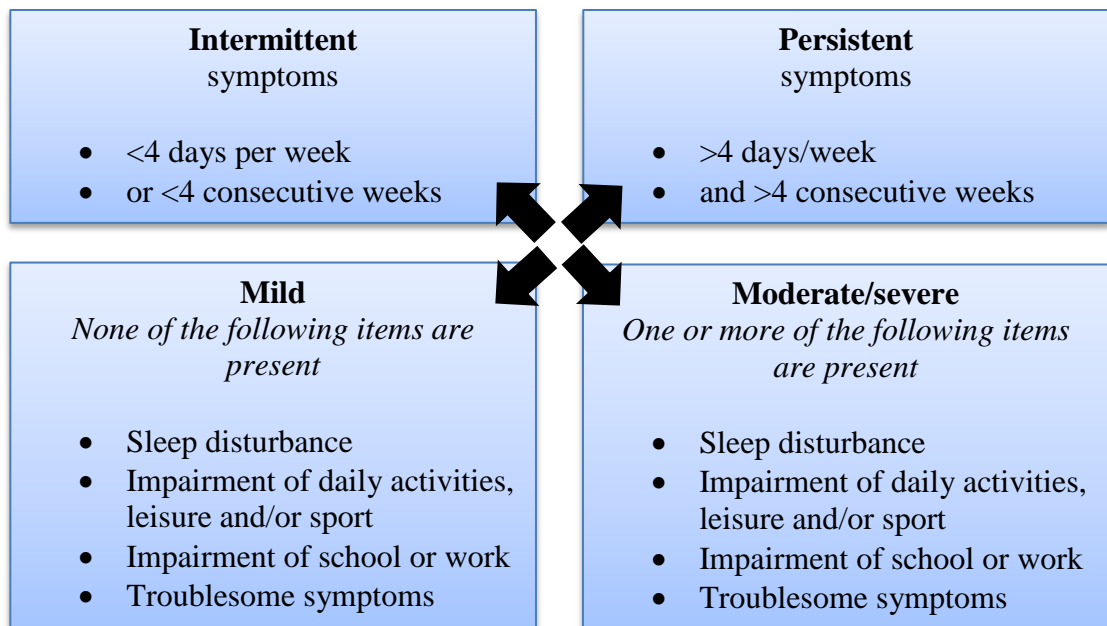 Intermittent
symptoms
• <4 days per week
• or <4 consecutive weeks
Persistent
symptoms
• >4 days/week
• and >4 consecutive weeks
Mild
None of the following items are
present
• Sleep disturbance
• Impairment of daily activities,
leisure and/or sport
• Impairment of school or work
• Troublesome symptoms
Moderate/severe
One or more of the following items
are present
• Sleep disturbance
• Impairment of daily activities,
leisure and/or sport
• Impairment of school or work
• Troublesome symptoms